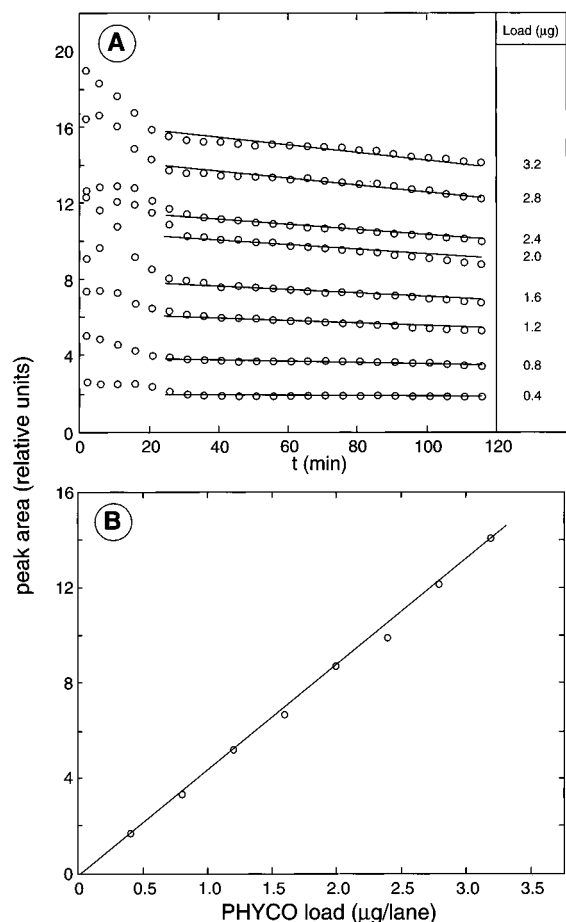 A
Load (μg)
20
16
12
8
4
0
3.2
2.8
2.4
2.0
1.6
1.2
0.8
0.4
0 20 40 60 80 100 120 140
t (min)
peak area (relative units)
B
16
12
8
4
0
0 0.5 1.0 1.5 2.0 2.5 3.0 3.5
PHYCO load (μg/lane)